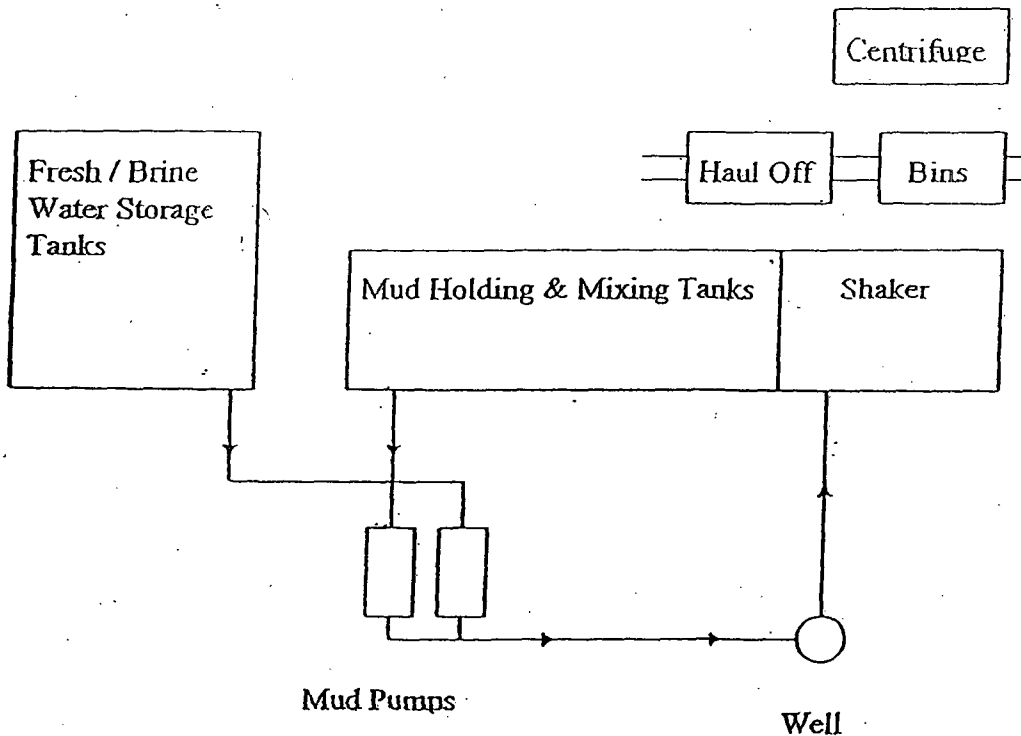 Centrifuge
Fresh / Brine
Water Storage
Tanks
Haul Off
Bins
Mud Holding & Mixing Tanks
Shaker
Mud Pumps
Well